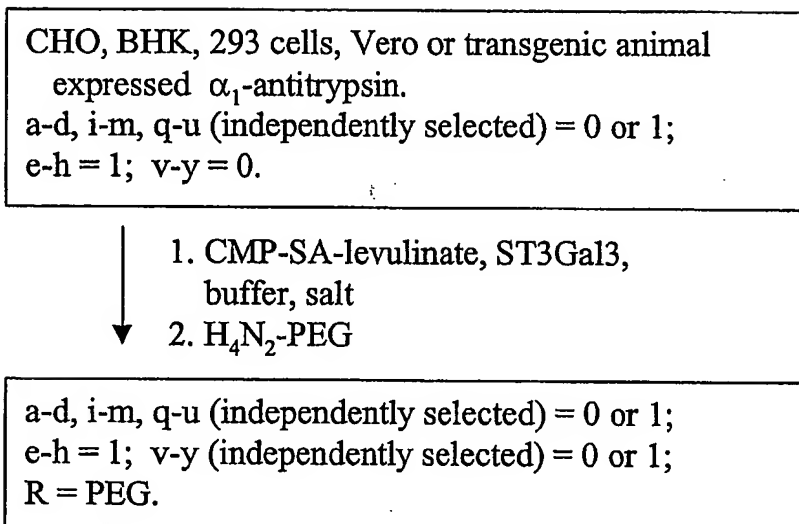 CHO, BHK, 293 cells, Vero or transgenic animal
expressed α₁-antitrypsin.
a-d, i-m, q-u (independently selected) = 0 or 1;
e-h = 1; v-y = 0.
1. CMP-SA-levulinate, ST3Gal3,
buffer, salt
2. H₄N₂-PEG
a-d, i-m, q-u (independently selected) = 0 or 1;
e-h = 1; v-y (independently selected) = 0 or 1;
R = PEG.